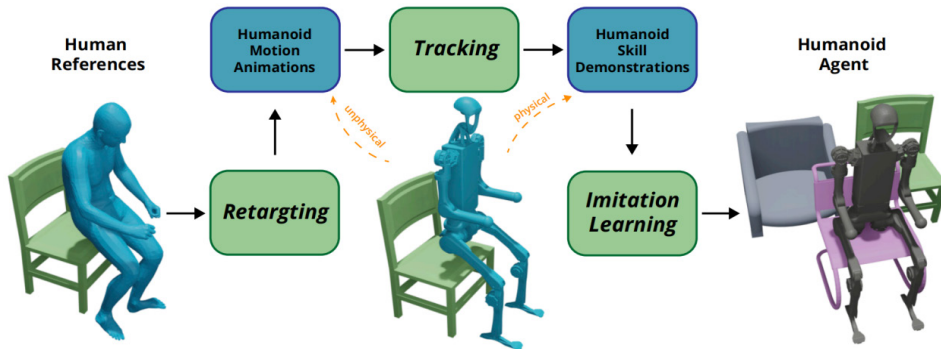 Human
References
Humanoid
Motion
Animations
Tracking
Humanoid
Skill
Demonstrations
Humanoid
Agent
unphysical
physical
Retargting
Imitation
Learning